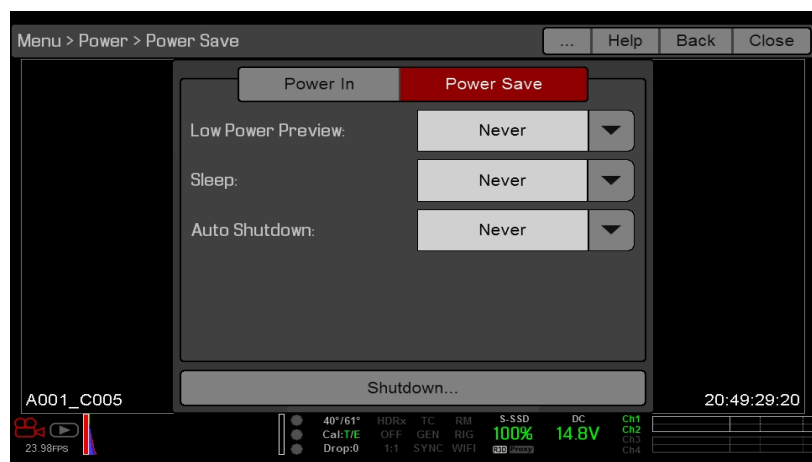 Menu > Power > Power Save
... Help Back Close
Power In Power Save
Low Power Preview: Never
Sleep: Never
Auto Shutdown: Never
Shutdown...
A001_C005 20:49:29:20
23.98FPS
40°/61° HDRx TC RM S-SSD DC Ch1
Cal:T/E OFF GEN RIG 100% 14.8V Ch2
Drop:0 1:1 SYNC WIFI R3D Proxy Ch3
Ch4